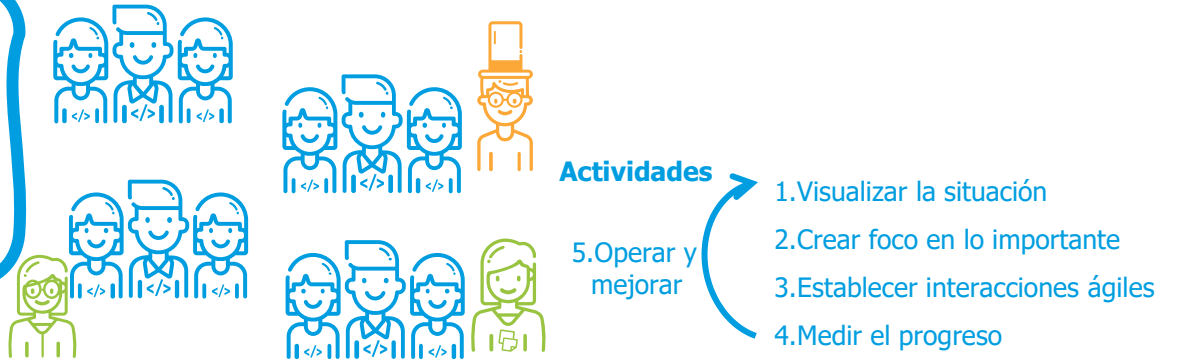 </>
</>
</>
</>
</>
</>
Actividades
1.Visualizar la situación
2.Crear foco en lo importante
3.Establecer interacciones ágiles
4.Medir el progreso
5.Operar y
mejorar
</>
</>
</>
</>
</>
</>